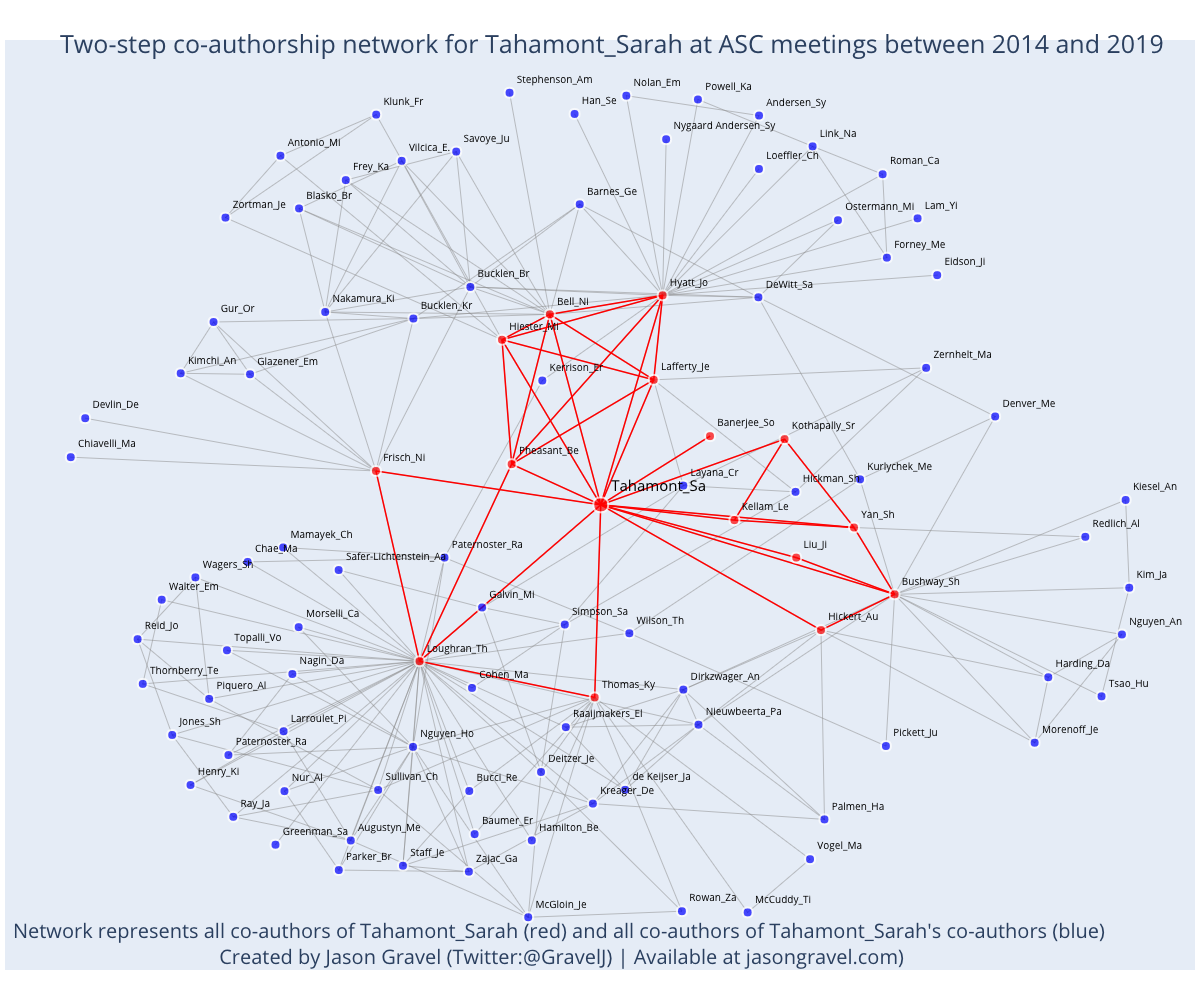 Two-step co-authorship network for Tahamont_Sarah at ASC meetings between 2014 and 2019
Stephenson_Am
Nolan_Em
Powell_Ka
Klunk_Fr
Han_Se
Andersen_Sy
Nygaard Andersen_Sy
Link_Na
Antonio_Mi
Vilcica_E.
Savoye_Ju
Loeffler_Ch
Roman_Ca
Frey_Ka
Barnes_Ge
Blasko_Br
Zortman_Je
Ostermann_Mi
Lam_Yi
Forney_Me
Eidson_Ji
Bucklen_Br
Hyatt_Jo
DeWitt_Sa
Nakamura_Ki
Bucklen_Kr
Bell_Ni
Gur_Or
Hiester_Mi
Kimchi_An
Glazener_Em
Kerrison_Er
Lafferty_Je
Zernhelt_Ma
Devlin_De
Banerjee_So
Kothapally_Sr
Denver_Me
Chiavelli_Ma
Frisch_Ni
Pheasant_Be
Layana_Cr
Hickman_Sh
Kurlychek_Me
Tahamont_Sa
Kiesel_An
Kellam_Le
Yan_Sh
Redlich_Al
Mamayek_Ch
Chae_Ma
Safer-Lichtenstein_Aa
Paternoster_Ra
Liu_Ji
Wagers_Sh
Walter_Em
Galvin_Mi
Bushway_Sh
Kim_Ja
Morselli_Ca
Simpson_Sa
Wilson_Th
Hickert_Au
Nguyen_An
Reid_Jo
Topalli_Vo
Loughran_Th
Thornberry_Te
Nagin_Da
Cohen_Ma
Dirkzwager_An
Harding_Da
Tsao_Hu
Piquero_Al
Thomas_Ky
Jones_Sh
Larroulet_Pi
Raaijmakers_El
Nieuwbeerta_Pa
Paternoster_Ra
Nguyen_Ho
Pickett_Ju
Morenoff_Je
Henry_Ki
Nur_Al
Sullivan_Ch
Bucci_Re
Deitzer_Je
de Keijser_Ja
Kreager_De
Ray_Ja
Palmen_Ha
Greenman_Sa
Augustyn_Me
Baumer_Er
Hamilton_Be
Parker_Br
Staff_Je
Zajac_Ga
Vogel_Ma
McGloin_Je
Rowan_Za
McCuddy_Ti
Network represents all co-authors of Tahamont_Sarah (red) and all co-authors of Tahamont_Sarah's co-authors (blue)
Created by Jason Gravel (Twitter:@GravelJ) | Available at jasongravel.com)